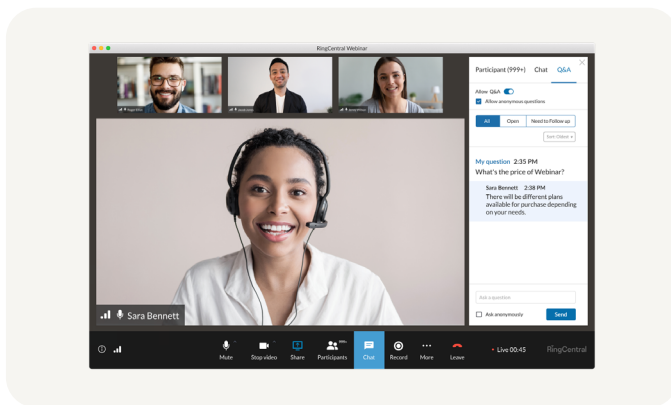 RingCentral Webinar
Participant (999+) Chat Q&A
Allow Q&A
Allow anonymous questions
All Open Need to Follow up
Sort: Oldest
My question 2:35 PM
What's the price of Webinar?
Sara Bennett 2:38 PM
There will be different plans
available for purchase depending
on your needs.
Ask a question
Ask anonymously Send
Sara Bennett
Mute Stop video Share Participants Chat Record More Leave
Live 00:45 RingCentral